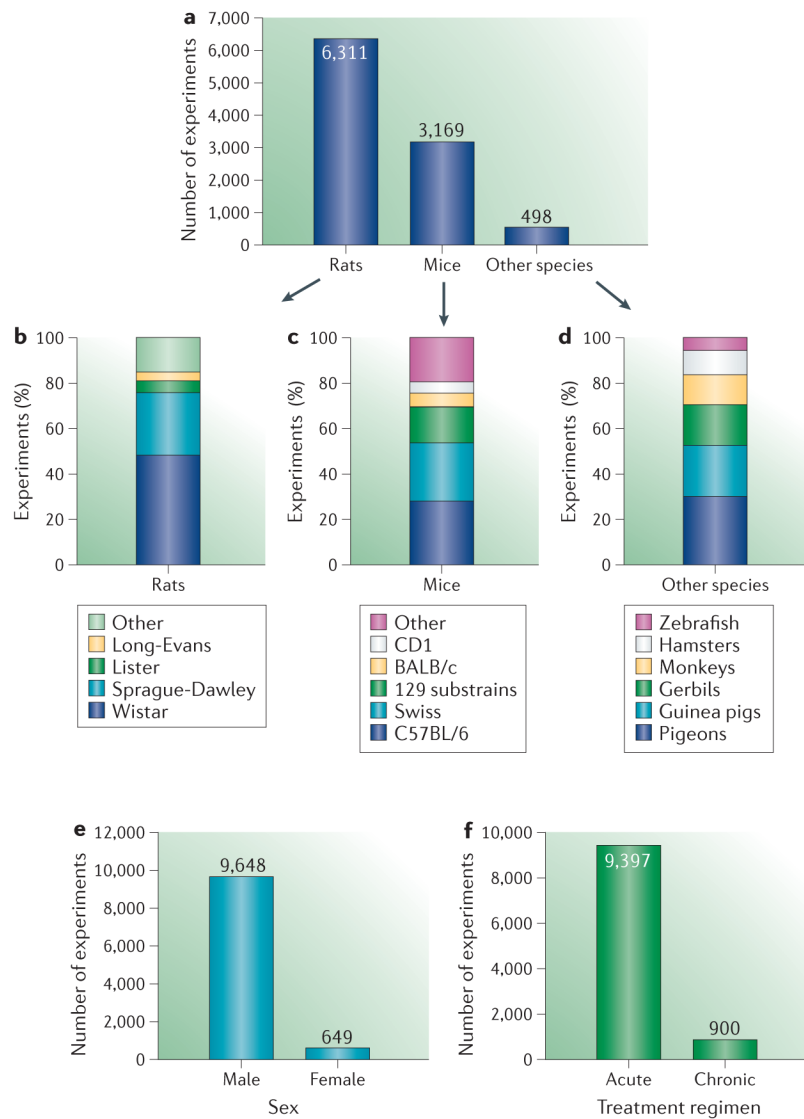 a
7,000
6,000
5,000
4,000
3,000
2,000
1,000
0
Number of experiments
6,311
3,169
498
Rats Mice Other species
b
100
80
60
40
20
0
Experiments (%)
Rats
Other
Long-Evans
Lister
Sprague-Dawley
Wistar
c
100
80
60
40
20
0
Experiments (%)
Mice
Other
CD1
BALB/c
129 substrains
Swiss
C57BL/6
d
100
80
60
40
20
0
Experiments (%)
Other species
Zebrafish
Hamsters
Monkeys
Gerbils
Guinea pigs
Pigeons
e
12,000
10,000
8,000
6,000
4,000
2,000
0
Number of experiments
9,648
649
Male Female
Sex
f
10,000
8,000
6,000
4,000
2,000
0
Number of experiments
9,397
900
Acute Chronic
Treatment regimen